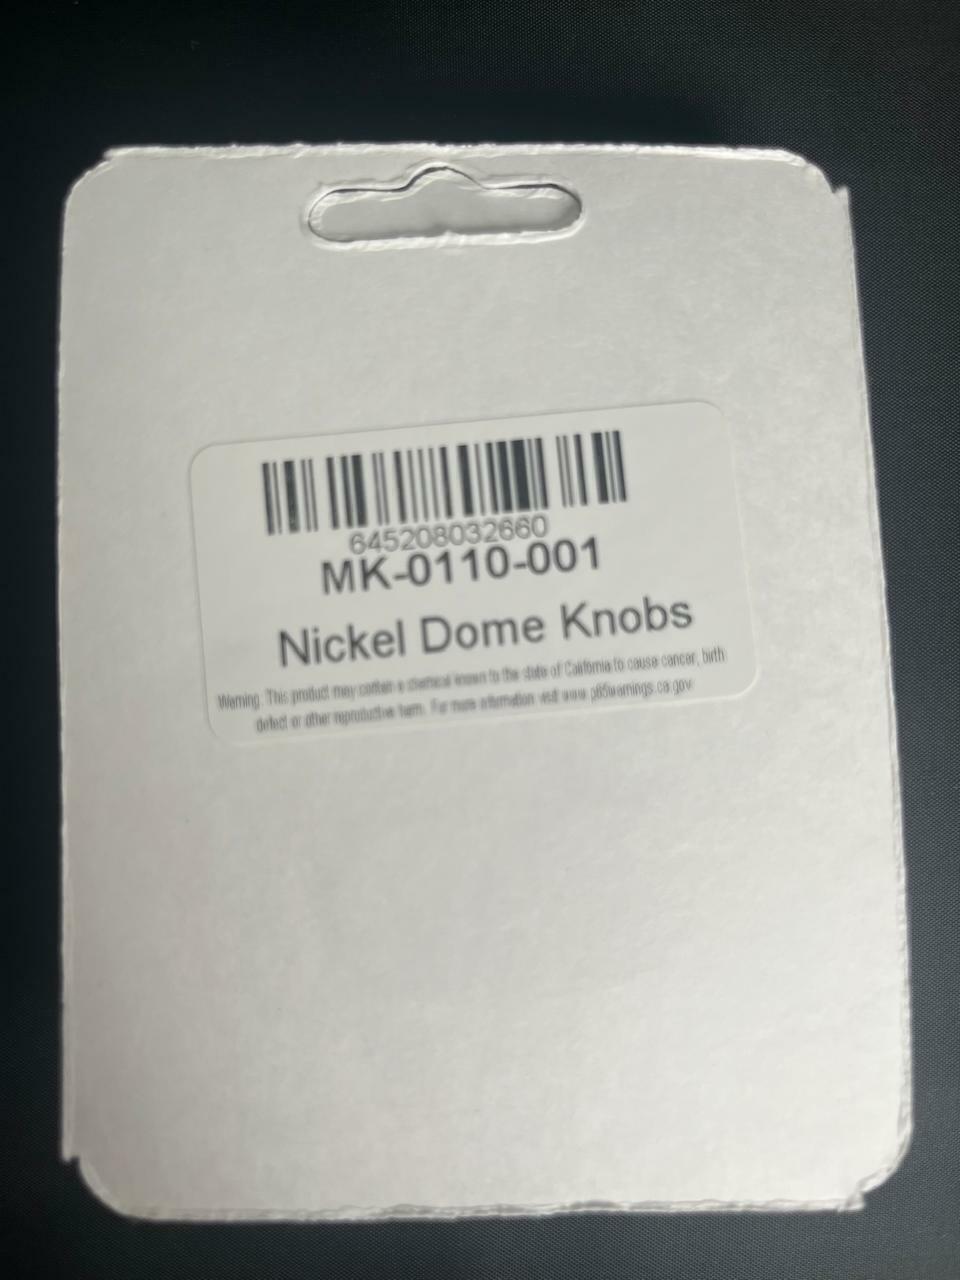 645208032660
MK-0110-001
Nickel Dome Knobs
Warning. This product may contain a chemical known to the state of California to cause cancer, birth
defect or other reproductive harm. For more information visit www.p65warnings.ca.gov